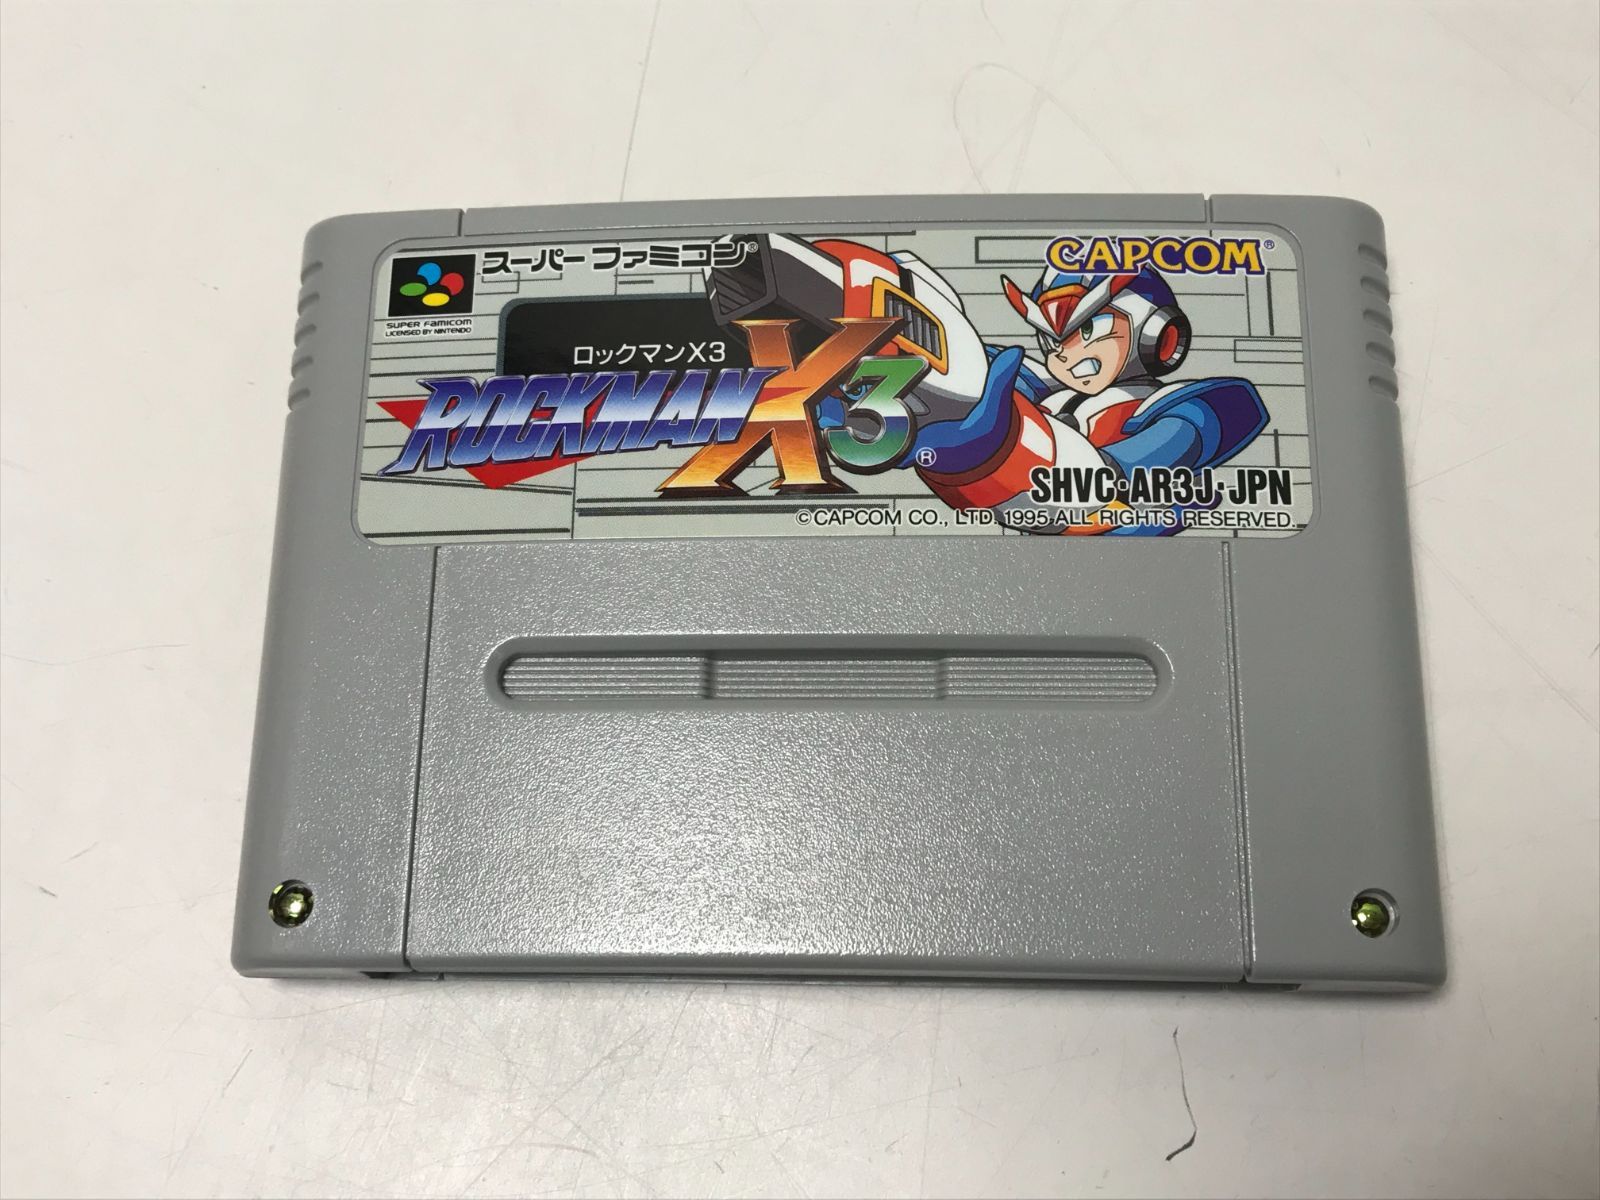 スーパーファミコン®
CAPCOM®
SUPER FAMICOM
LICENSED BY NINTENDO
ロックマンX3
ROCKMAN X3®
SHVC-AR3J-JPN
©CAPCOM CO., LTD. 1995 ALL RIGHTS RESERVED.